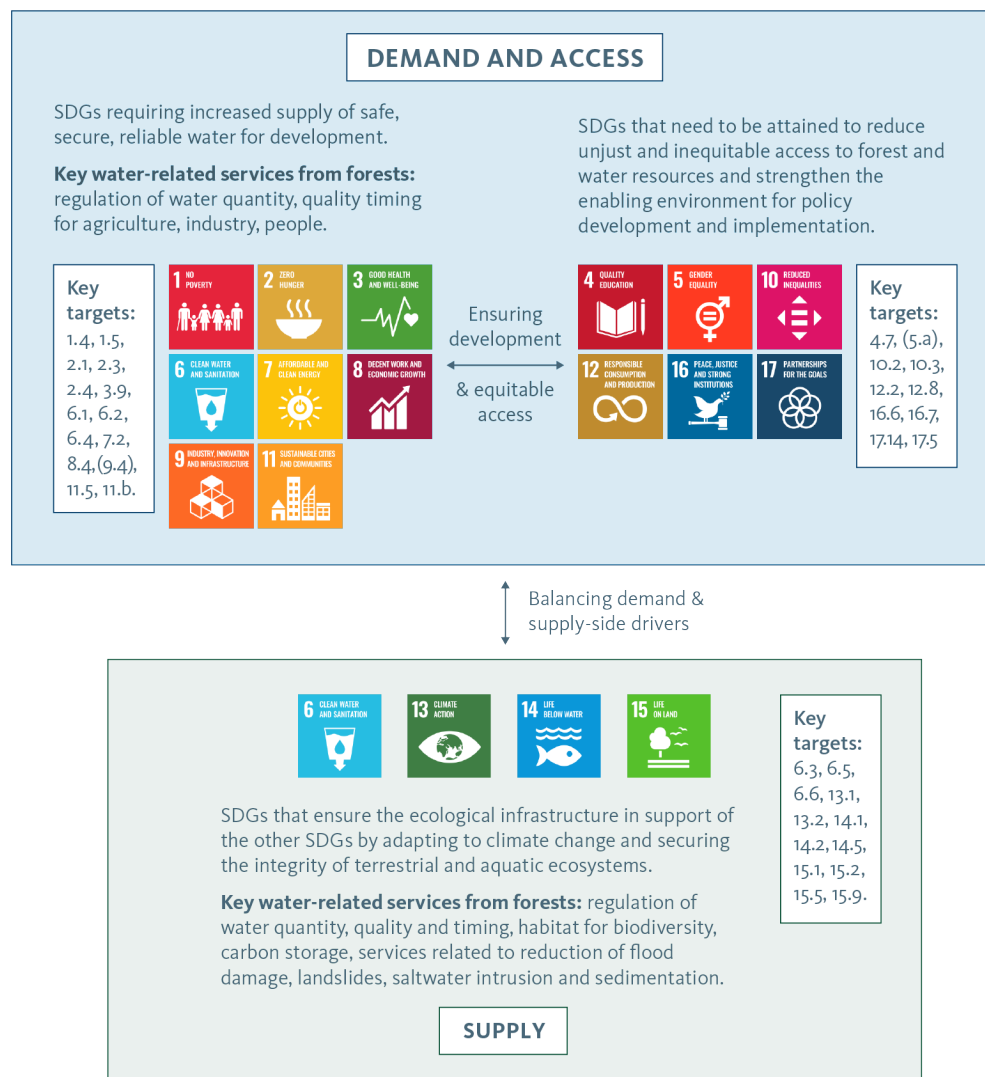 DEMAND AND ACCESS
SDGs requiring increased supply of safe,
secure, reliable water for development.
Key water-related services from forests:
regulation of water quantity, quality timing
for agriculture, industry, people.
SDGs that need to be attained to reduce
unjust and inequitable access to forest and
water resources and strengthen the
enabling environment for policy
development and implementation.
Key
targets:
1.4, 1.5,
2.1, 2.3,
2.4, 3.9,
6.1, 6.2,
6.4, 7.2,
8.4,(9.4),
11.5, 11.b.
1 NO
POVERTY
2 ZERO
HUNGER
3 GOOD HEALTH
AND WELL-BEING
6 CLEAN WATER
AND SANITATION
7 AFFORDABLE AND
CLEAN ENERGY
8 DECENT WORK AND
ECONOMIC GROWTH
9 INDUSTRY, INNOVATION
AND INFRASTRUCTURE
11 SUSTAINABLE CITIES
AND COMMUNITIES
Ensuring
development
& equitable
access
4 QUALITY
EDUCATION
5 GENDER
EQUALITY
10 REDUCED
INEQUALITIES
12 RESPONSIBLE
CONSUMPTION
AND PRODUCTION
16 PEACE, JUSTICE
AND STRONG
INSTITUTIONS
17 PARTNERSHIPS
FOR THE GOALS
Key
targets:
4.7, (5.a),
10.2, 10.3,
12.2, 12.8,
16.6, 16.7,
17.14, 17.5
Balancing demand &
supply-side drivers
6 CLEAN WATER
AND SANITATION
13 CLIMATE
ACTION
14 LIFE
BELOW WATER
15 LIFE
ON LAND
Key
targets:
6.3, 6.5,
6.6, 13.1,
13.2, 14.1,
14.2, 14.5,
15.1, 15.2,
15.5, 15.9.
SDGs that ensure the ecological infrastructure in support of
the other SDGs by adapting to climate change and securing
the integrity of terrestrial and aquatic ecosystems.
Key water-related services from forests: regulation of
water quantity, quality and timing, habitat for biodiversity,
carbon storage, services related to reduction of flood
damage, landslides, saltwater intrusion and sedimentation.
SUPPLY